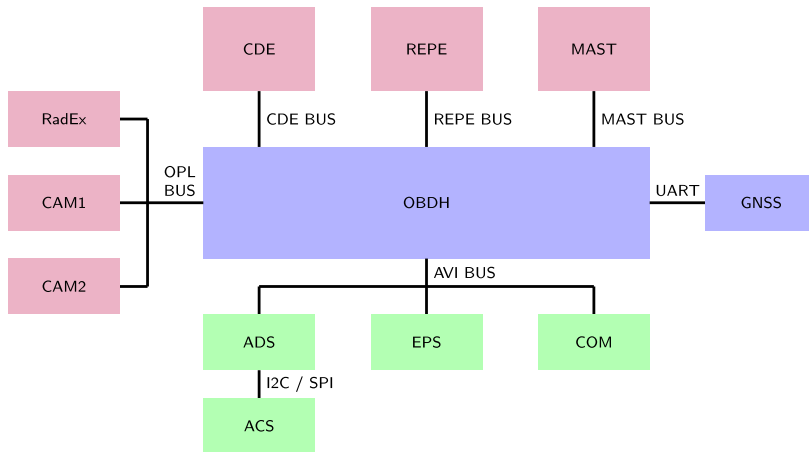 CDE
REPE
MAST
CDE BUS
REPE BUS
MAST BUS
RadEx
CAM1
CAM2
OPL
BUS
OBDH
UART
GNSS
AVI BUS
ADS
EPS
COM
I2C / SPI
ACS